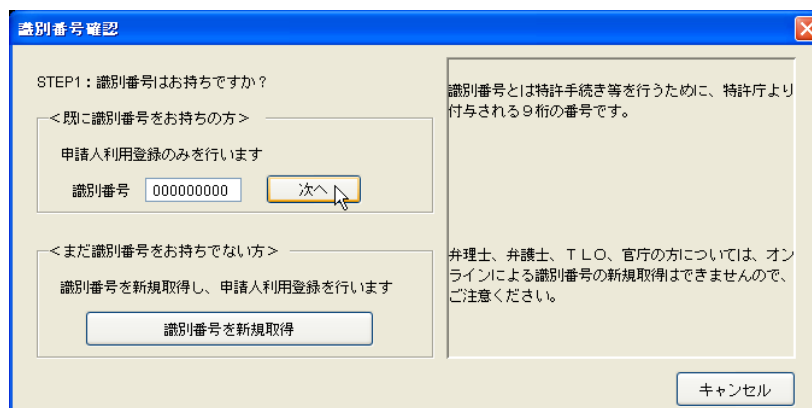 識別番号確認
STEP1：識別番号はお持ちですか？
＜既に識別番号をお持ちの方＞
申請人利用登録のみを行います
識別番号 000000000 次へ
＜まだ識別番号をお持ちでない方＞
識別番号を新規取得し、申請人利用登録を行います
識別番号を新規取得
識別番号とは特許手続き等を行うために、特許庁より
付与される９桁の番号です。
弁理士、弁護士、ＴＬＯ、官庁の方については、オン
ラインによる識別番号の新規取得はできませんので、
ご注意ください。
キャンセル